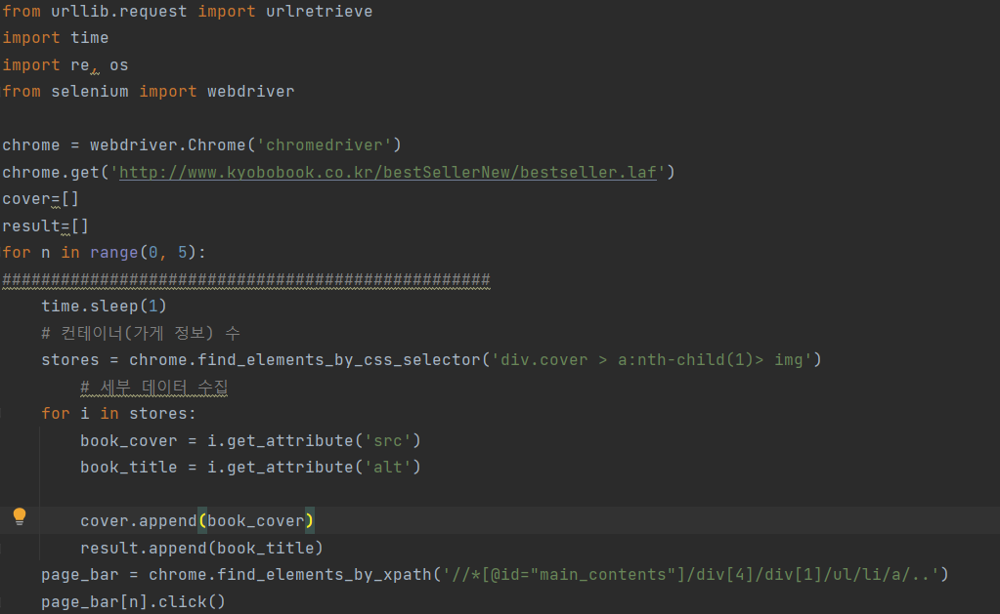 from urllib.request import urlretrieve
import time
import re, os
from selenium import webdriver
chrome = webdriver.Chrome('chromedriver')
chrome.get('http://www.kyobobook.co.kr/bestSellerNew/bestseller.laf')
cover=[]
result=[]
for n in range(0, 5):
##################################################
    time.sleep(1)
    # 컨테이너(가게 정보) 수
    stores = chrome.find_elements_by_css_selector('div.cover > a:nth-child(1)> img')
        # 세부 데이터 수집
    for i in stores:
        book_cover = i.get_attribute('src')
        book_title = i.get_attribute('alt')
        cover.append(book_cover)
        result.append(book_title)
    page_bar = chrome.find_elements_by_xpath('//*[@id="main_contents"]/div[4]/div[1]/ul/li/a/..')
    page_bar[n].click()